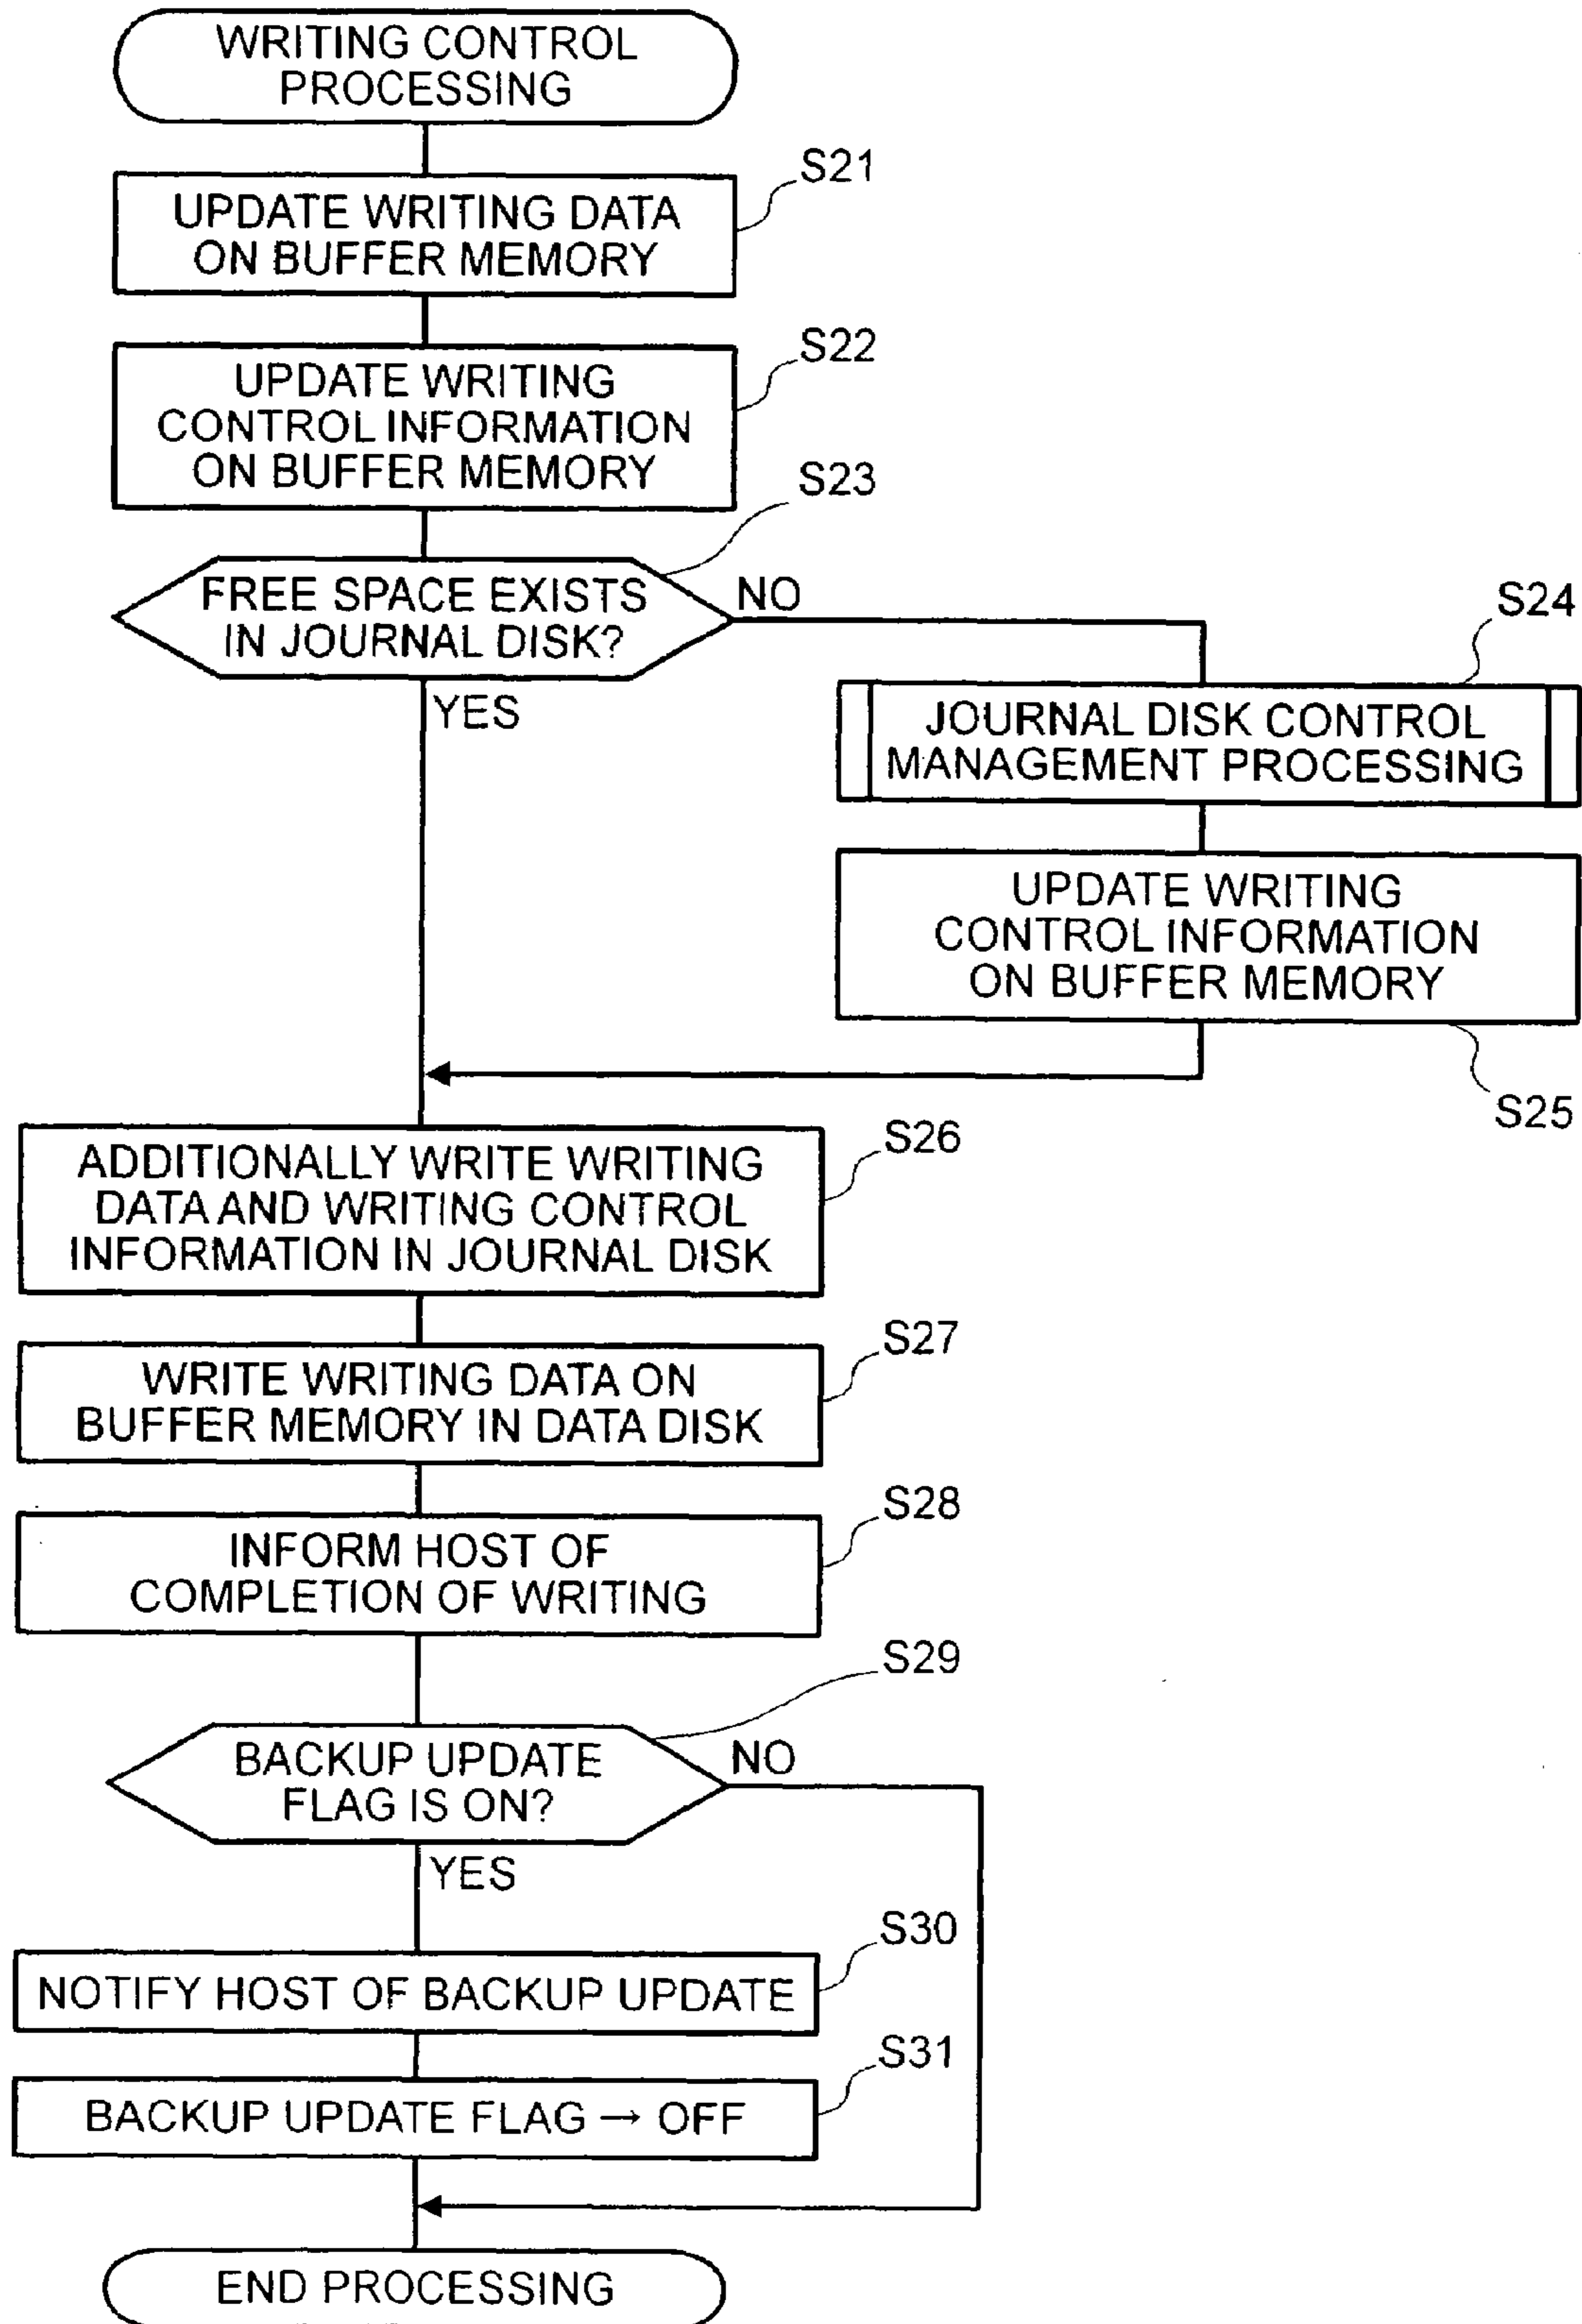 WRITING CONTROL
PROCESSING
S21
UPDATE WRITING DATA
ON BUFFER MEMORY
S22
UPDATE WRITING
CONTROL INFORMATION
ON BUFFER MEMORY
S23
FREE SPACE EXISTS
IN JOURNAL DISK?
NO
YES
S24
JOURNAL DISK CONTROL
MANAGEMENT PROCESSING
UPDATE WRITING
CONTROL INFORMATION
ON BUFFER MEMORY
S25
S26
ADDITIONALLY WRITE WRITING
DATA AND WRITING CONTROL
INFORMATION IN JOURNAL DISK
S27
WRITE WRITING DATA ON
BUFFER MEMORY IN DATA DISK
S28
INFORM HOST OF
COMPLETION OF WRITING
S29
BACKUP UPDATE
FLAG IS ON?
NO
YES
S30
NOTIFY HOST OF BACKUP UPDATE
S31
BACKUP UPDATE FLAG → OFF
END PROCESSING